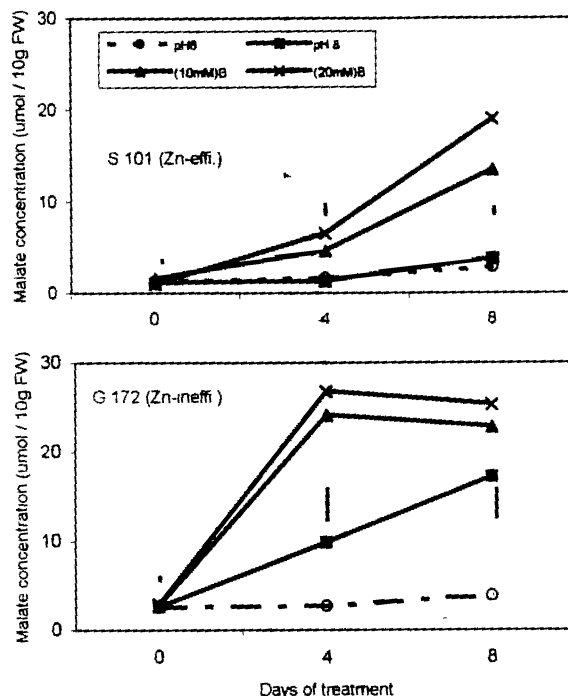 30
20
10
0
Malate concentration (umol / 10g FW)
pH6
pH 8
(10mM)B
(20mM)B
S 101 (Zn-effi.)
0 4 8
30
20
10
0
Malate concentration (umol / 10g FW)
G 172 (Zn-ineffi )
0 4 8
Days of treatment